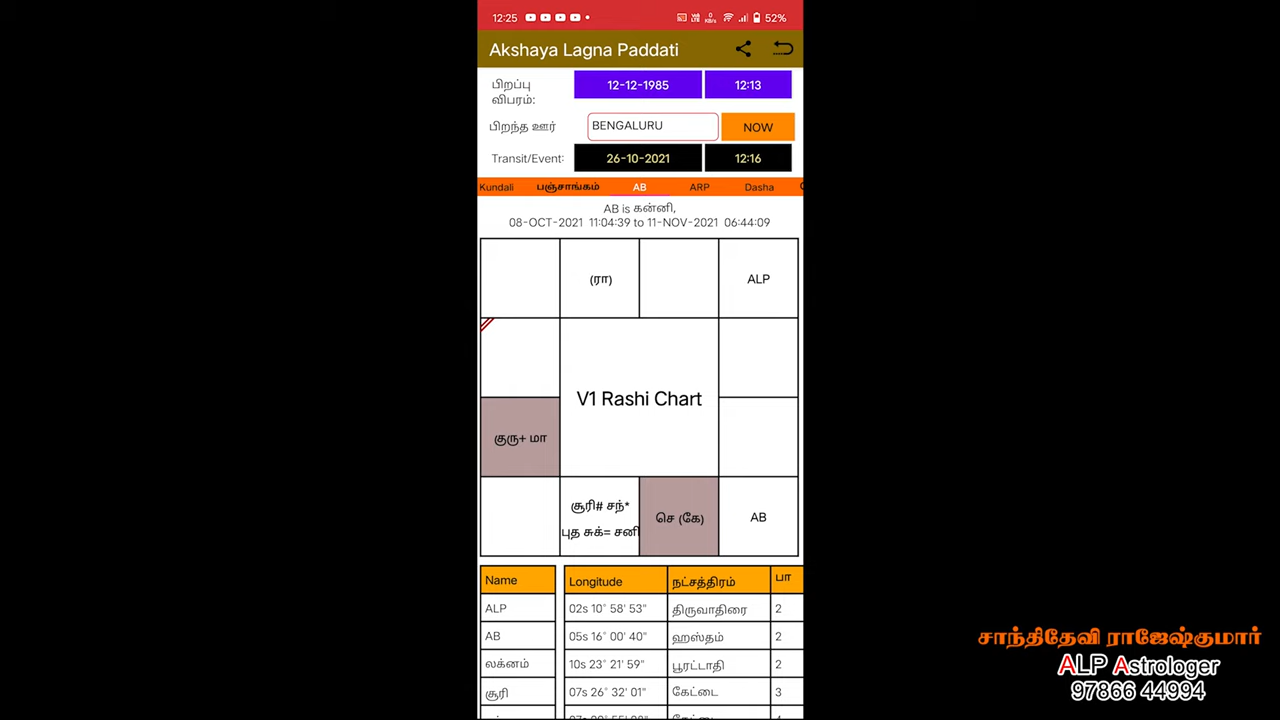 12:25 0 KB/s 52%
Akshaya Lagna Paddati
பிறப்பு
விபரம்:
12-12-1985 12:13
பிறந்த ஊர் BENGALURU NOW
Transit/Event: 26-10-2021 12:16
Kundali பஞ்சாங்கம் AB ARP Dasha
AB is கன்னி,
08-OCT-2021 11:04:39 to 11-NOV-2021 06:44:09
(ரா) ALP
V1 Rashi Chart
குரு+ மா
சூரி# சந்*
புத சுக்= சனி
செ (கே) AB
Name Longitude நட்சத்திரம் பா
ALP 02s 10° 58' 53" திருவாதிரை 2
AB 05s 16° 00' 40" ஹஸ்தம் 2
லக்னம் 10s 23° 21' 59" பூரட்டாதி 2
சூரி 07s 26° 32' 01" கேட்டை 3
சாந்திதேவி ராஜேஷ்குமார்
ALP Astrologer
97866 44994